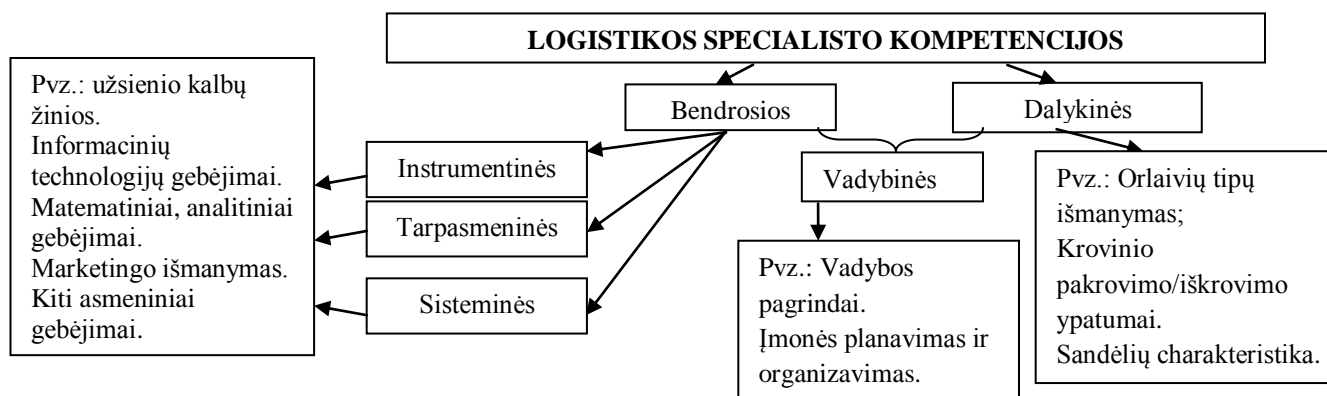 LOGISTIKOS SPECIALISTO KOMPETENCIJOS
Bendrosios
Dalykinės
Vadybinės
Instrumentinės
Tarpasmeninės
Sisteminės
Pvz.: užsienio kalbų
žinios.
Informacinių
technologijų gebėjimai.
Matematiniai, analitiniai
gebėjimai.
Marketingo išmanymas.
Kiti asmeniniai
gebėjimai.
Pvz.: Vadybos
pagrindai.
Įmonės planavimas ir
organizavimas.
Pvz.: Orlaivių tipų
išmanymas;
Krovinio
pakrovimo/iškrovimo
ypatumai.
Sandėlių charakteristika.